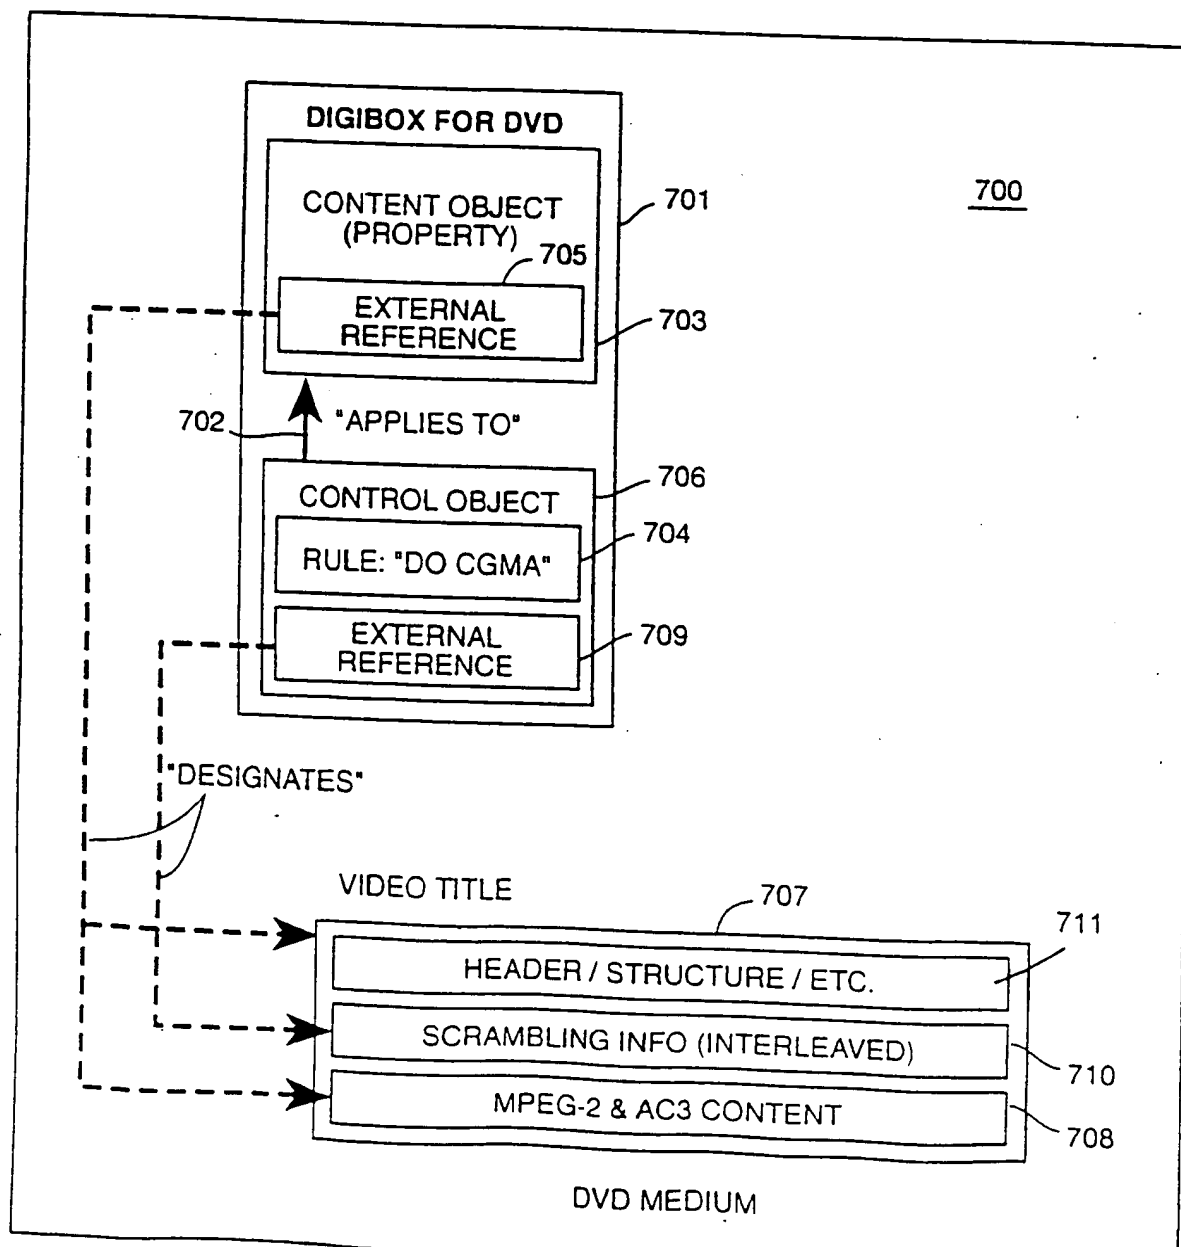 DIGIBOX FOR DVD
CONTENT OBJECT
(PROPERTY)
705
EXTERNAL
REFERENCE
701
700
703
702
"APPLIES TO"
706
CONTROL OBJECT
704
RULE: "DO CGMA"
EXTERNAL
REFERENCE
709
"DESIGNATES"
VIDEO TITLE
707
711
HEADER / STRUCTURE / ETC.
SCRAMBLING INFO (INTERLEAVED)
710
MPEG-2 & AC3 CONTENT
708
DVD MEDIUM